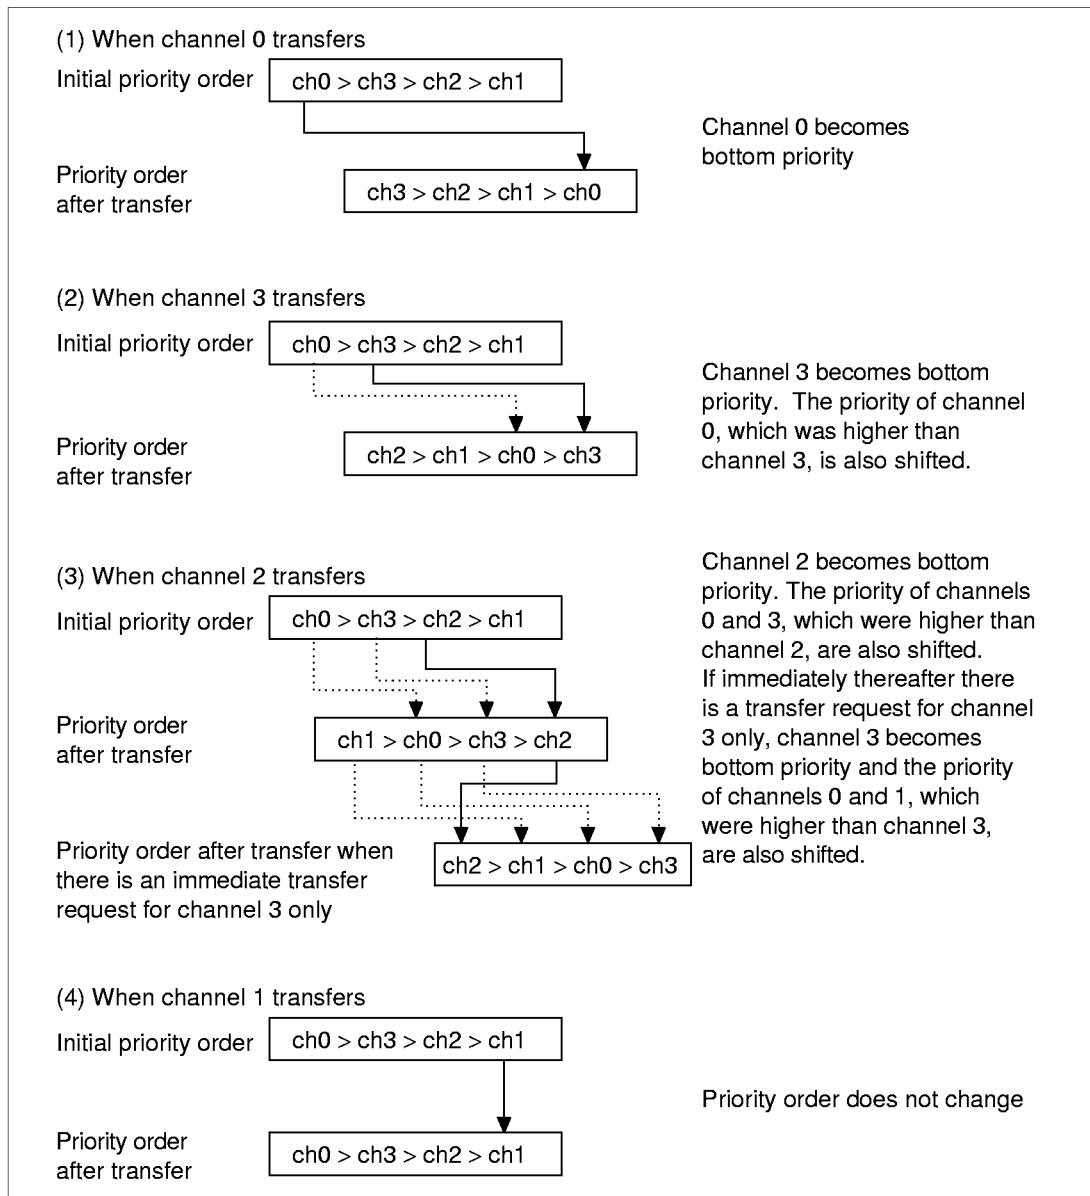 (1) When channel 0 transfers
Initial priority order
ch0 > ch3 > ch2 > ch1
Channel 0 becomes
bottom priority
Priority order
after transfer
ch3 > ch2 > ch1 > ch0
(2) When channel 3 transfers
Initial priority order
ch0 > ch3 > ch2 > ch1
Channel 3 becomes bottom
priority.  The priority of channel
0, which was higher than
channel 3, is also shifted.
Priority order
after transfer
ch2 > ch1 > ch0 > ch3
(3) When channel 2 transfers
Initial priority order
ch0 > ch3 > ch2 > ch1
Channel 2 becomes bottom
priority. The priority of channels
0 and 3, which were higher than
channel 2, are also shifted.
If immediately thereafter there
is a transfer request for channel
3 only, channel 3 becomes
bottom priority and the priority
of channels 0 and 1, which
were higher than channel 3,
are also shifted.
Priority order
after transfer
ch1 > ch0 > ch3 > ch2
Priority order after transfer when
there is an immediate transfer
request for channel 3 only
ch2 > ch1 > ch0 > ch3
(4) When channel 1 transfers
Initial priority order
ch0 > ch3 > ch2 > ch1
Priority order does not change
Priority order
after transfer
ch0 > ch3 > ch2 > ch1